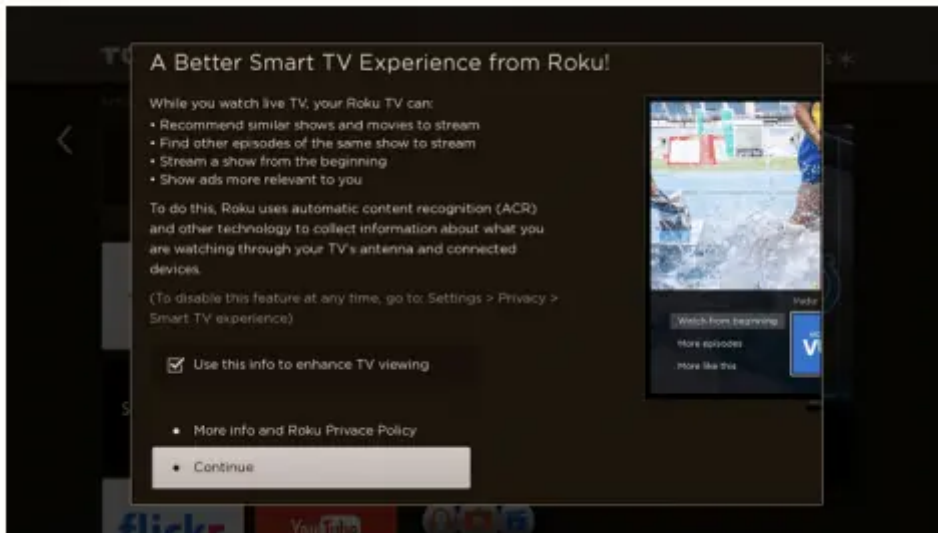 A Better Smart TV Experience from Roku!
While you watch live TV, your Roku TV can:
• Recommend similar shows and movies to stream
• Find other episodes of the same show to stream
• Stream a show from the beginning
• Show ads more relevant to you
To do this, Roku uses automatic content recognition (ACR)
and other technology to collect information about what you
are watching through your TV's antenna and connected
devices.
(To disable this feature at any time, go to: Settings > Privacy >
Smart TV experience)
Watch from beginning
More episodes
More like this
Use this info to enhance TV viewing
• More info and Roku Privace Policy
• Continue
flickr
YouTube